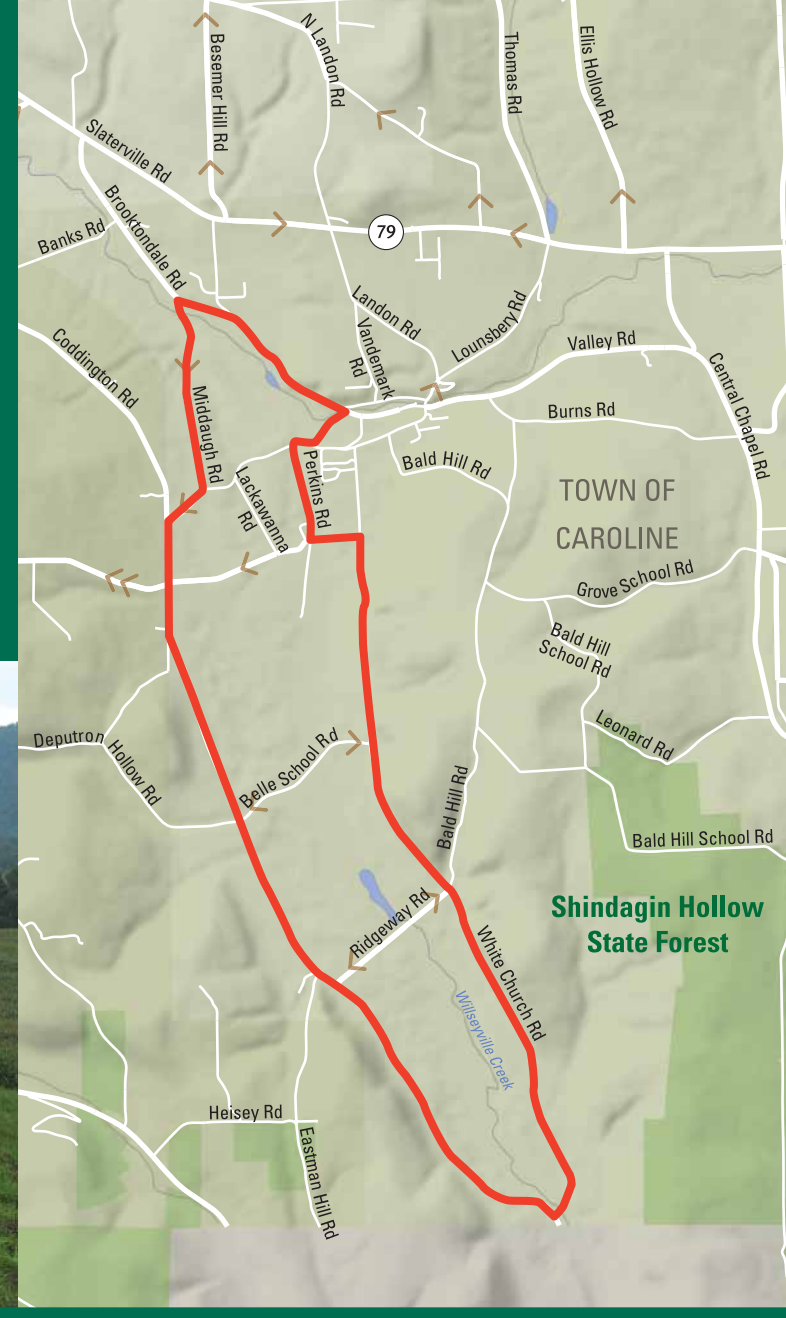 N Landon Rd
Thomas Rd
Ellis Hollow Rd
Besemer Hill Rd
Slaterville Rd
Brooktondale Rd
Banks Rd
79
Landon Rd
Lounsbery Rd
Vandemark
Rd
Valley Rd
Coddington Rd
Central Chapel Rd
Middaugh Rd
Burns Rd
Perkins Rd
Bald Hill Rd
Lackawanna
Rd
TOWN OF
CAROLINE
Grove School Rd
Bald Hill
School Rd
Leonard Rd
Deputron
Hollow Rd
Belle School Rd
Bald Hill Rd
Bald Hill School Rd
Shindagin Hollow
State Forest
Ridgeway Rd
White Church Rd
Willseyville Creek
Heisey Rd
Eastman Hill Rd